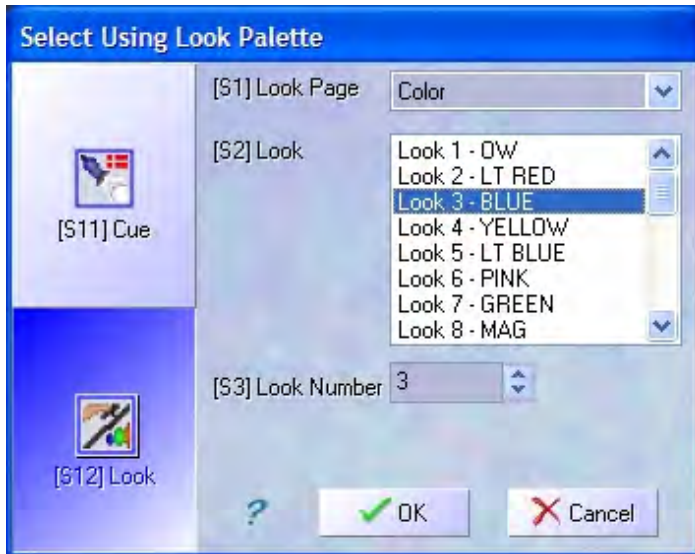 Select Using Look Palette
[S1] Look Page
Color
[S2] Look
Look 1 - OW
Look 2 - LT RED
Look 3 - BLUE
Look 4 - YELLOW
Look 5 - LT BLUE
Look 6 - PINK
Look 7 - GREEN
Look 8 - MAG
[S11] Cue
[S3] Look Number
3
[S12] Look
?
OK
Cancel